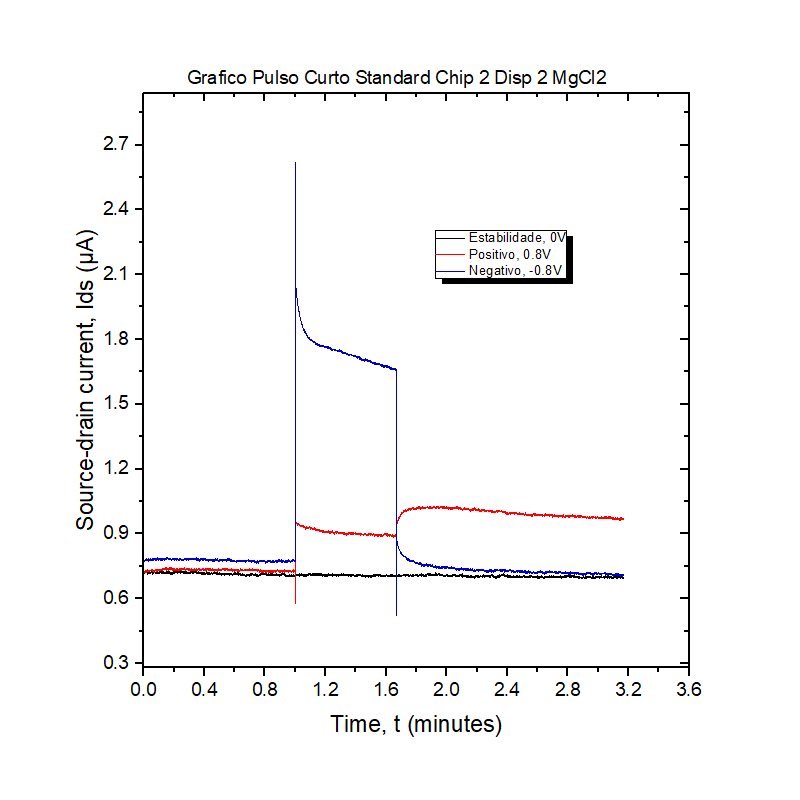 Grafico Pulso Curto Standard Chip 2 Disp 2 MgCl2
2.7
2.4
2.1
1.8
1.5
1.2
0.9
0.6
0.3
Source-drain current, Ids (µA)
Estabilidade, 0V
Positivo, 0.8V
Negativo, -0.8V
0.0 0.4 0.8 1.2 1.6 2.0 2.4 2.8 3.2 3.6
Time, t (minutes)